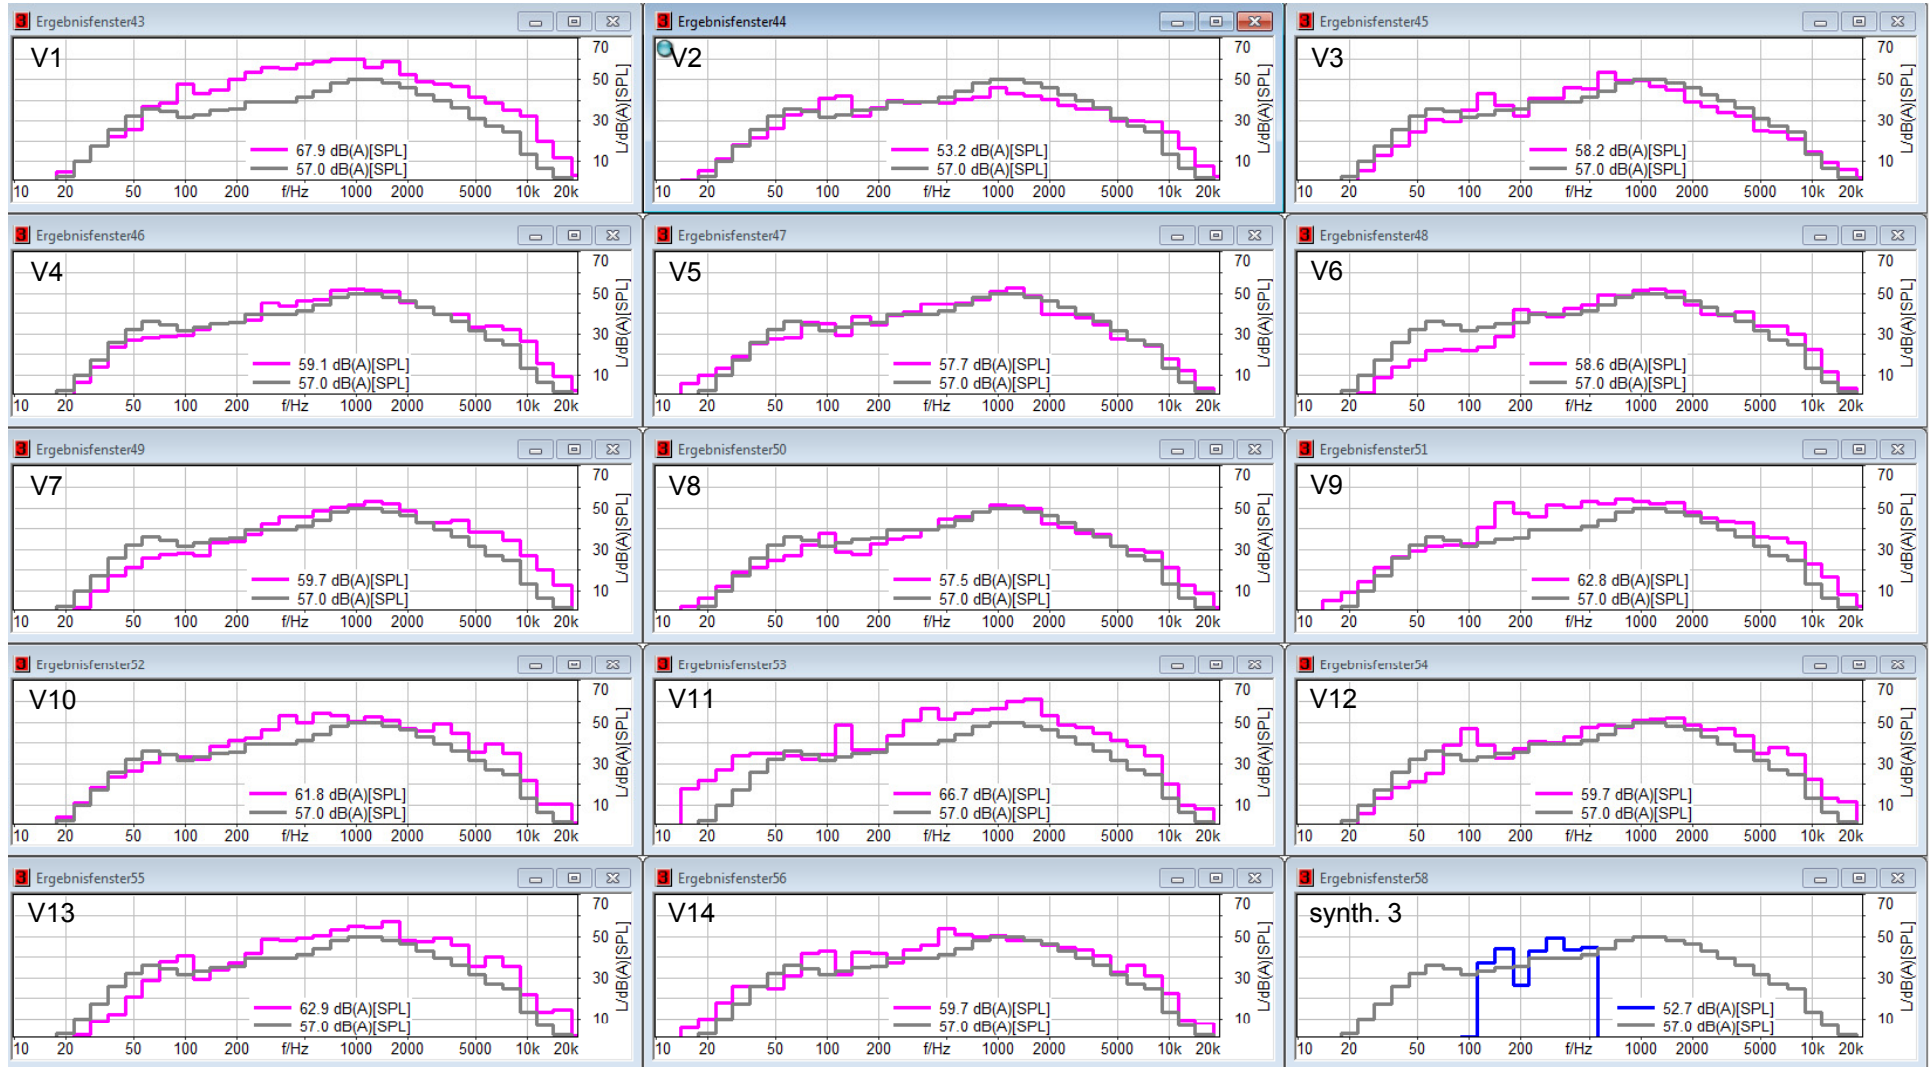 Ergebnisfenster43
V1
70
50
30
10
L/dB(A)[SPL]
67.9 dB(A)[SPL]
57.0 dB(A)[SPL]
10 20 50 100 200 f/Hz 1000 2000 5000 10k 20k
Ergebnisfenster44
V2
70
50
30
10
L/dB(A)[SPL]
53.2 dB(A)[SPL]
57.0 dB(A)[SPL]
10 20 50 100 200 f/Hz 1000 2000 5000 10k 20k
Ergebnisfenster45
V3
70
50
30
10
L/dB(A)[SPL]
58.2 dB(A)[SPL]
57.0 dB(A)[SPL]
10 20 50 100 200 f/Hz 1000 2000 5000 10k 20k
Ergebnisfenster46
V4
70
50
30
10
L/dB(A)[SPL]
59.1 dB(A)[SPL]
57.0 dB(A)[SPL]
10 20 50 100 200 f/Hz 1000 2000 5000 10k 20k
Ergebnisfenster47
V5
70
50
30
10
L/dB(A)[SPL]
57.7 dB(A)[SPL]
57.0 dB(A)[SPL]
10 20 50 100 200 f/Hz 1000 2000 5000 10k 20k
Ergebnisfenster48
V6
70
50
30
10
L/dB(A)[SPL]
58.6 dB(A)[SPL]
57.0 dB(A)[SPL]
10 20 50 100 200 f/Hz 1000 2000 5000 10k 20k
Ergebnisfenster49
V7
70
50
30
10
L/dB(A)[SPL]
59.7 dB(A)[SPL]
57.0 dB(A)[SPL]
10 20 50 100 200 f/Hz 1000 2000 5000 10k 20k
Ergebnisfenster50
V8
70
50
30
10
L/dB(A)[SPL]
57.5 dB(A)[SPL]
57.0 dB(A)[SPL]
10 20 50 100 200 f/Hz 1000 2000 5000 10k 20k
Ergebnisfenster51
V9
70
50
30
10
L/dB(A)[SPL]
62.8 dB(A)[SPL]
57.0 dB(A)[SPL]
10 20 50 100 200 f/Hz 1000 2000 5000 10k 20k
Ergebnisfenster52
V10
70
50
30
10
L/dB(A)[SPL]
61.8 dB(A)[SPL]
57.0 dB(A)[SPL]
10 20 50 100 200 f/Hz 1000 2000 5000 10k 20k
Ergebnisfenster53
V11
70
50
30
10
L/dB(A)[SPL]
66.7 dB(A)[SPL]
57.0 dB(A)[SPL]
10 20 50 100 200 f/Hz 1000 2000 5000 10k 20k
Ergebnisfenster54
V12
70
50
30
10
L/dB(A)[SPL]
59.7 dB(A)[SPL]
57.0 dB(A)[SPL]
10 20 50 100 200 f/Hz 1000 2000 5000 10k 20k
Ergebnisfenster55
V13
70
50
30
10
L/dB(A)[SPL]
62.9 dB(A)[SPL]
57.0 dB(A)[SPL]
10 20 50 100 200 f/Hz 1000 2000 5000 10k 20k
Ergebnisfenster56
V14
70
50
30
10
L/dB(A)[SPL]
59.7 dB(A)[SPL]
57.0 dB(A)[SPL]
10 20 50 100 200 f/Hz 1000 2000 5000 10k 20k
Ergebnisfenster58
synth. 3
70
50
30
10
L/dB(A)[SPL]
52.7 dB(A)[SPL]
57.0 dB(A)[SPL]
10 20 50 100 200 f/Hz 1000 2000 5000 10k 20k